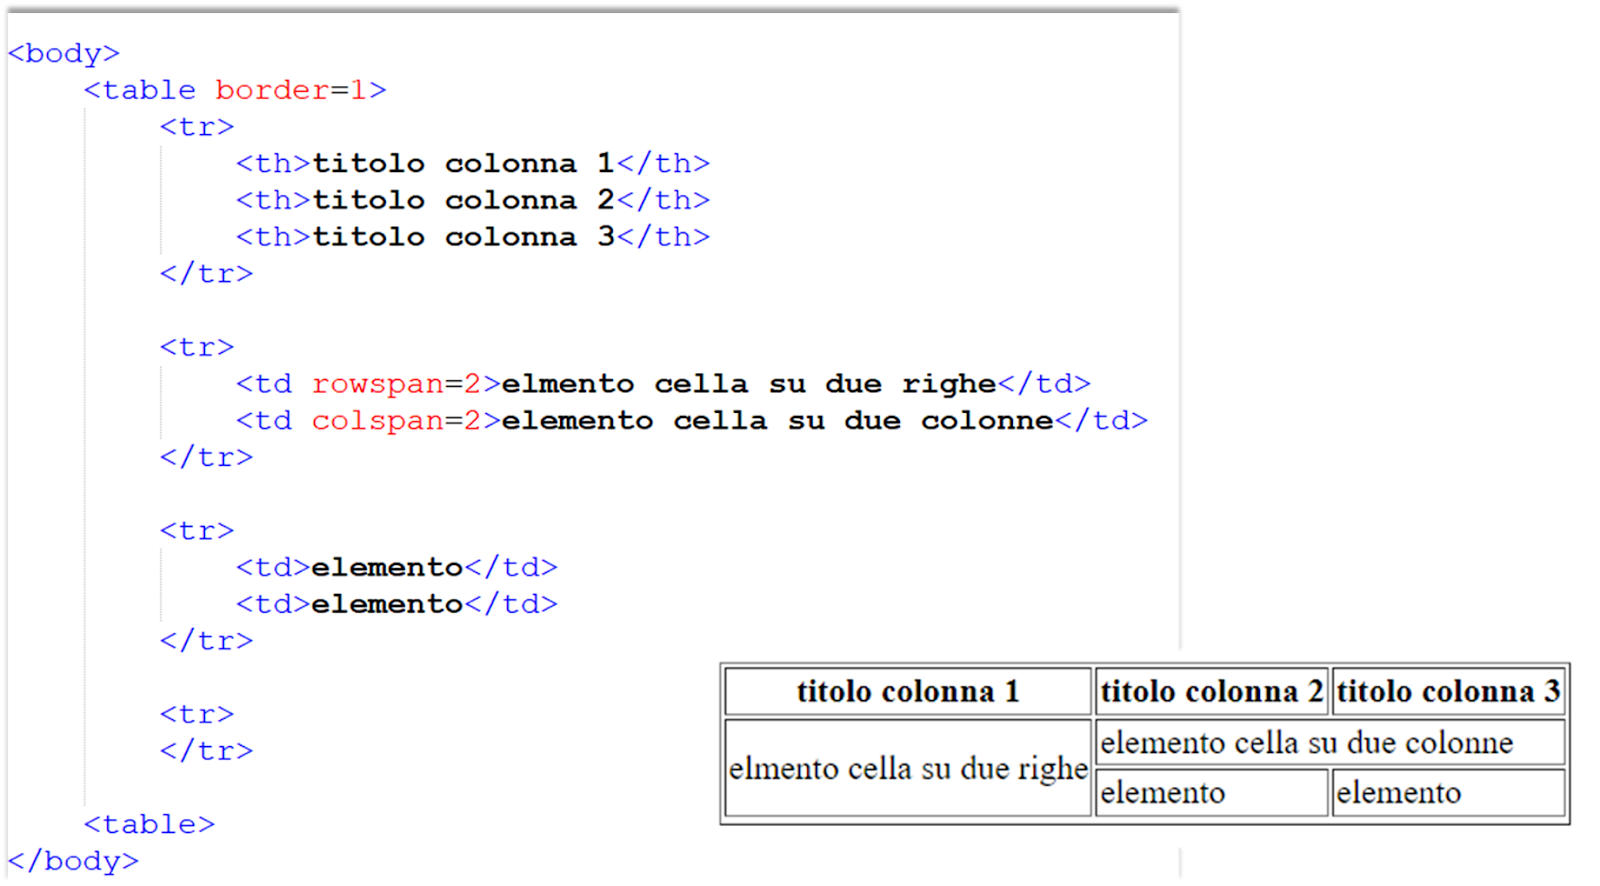 <body>
<table border=1>
<tr>
<th>titolo colonna 1</th>
<th>titolo colonna 2</th>
<th>titolo colonna 3</th>
</tr>
<tr>
<td rowspan=2>elmento cella su due righe</td>
<td colspan=2>elemento cella su due colonne</td>
</tr>
<tr>
<td>elemento</td>
<td>elemento</td>
</tr>
<tr>
</tr>
<table>
</body>
titolo colonna 1 titolo colonna 2 titolo colonna 3
elmento cella su due righe
elemento cella su due colonne
elemento elemento